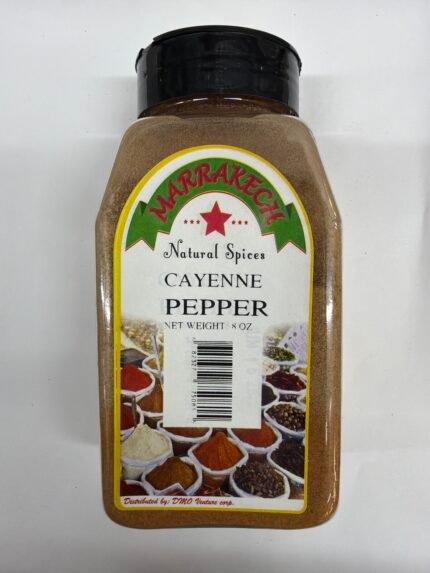 MARRAKECH
Natural Spices
CAYENNE
PEPPER
NET WEIGHT: 8 OZ
Distributed by: DMO Venture corp.